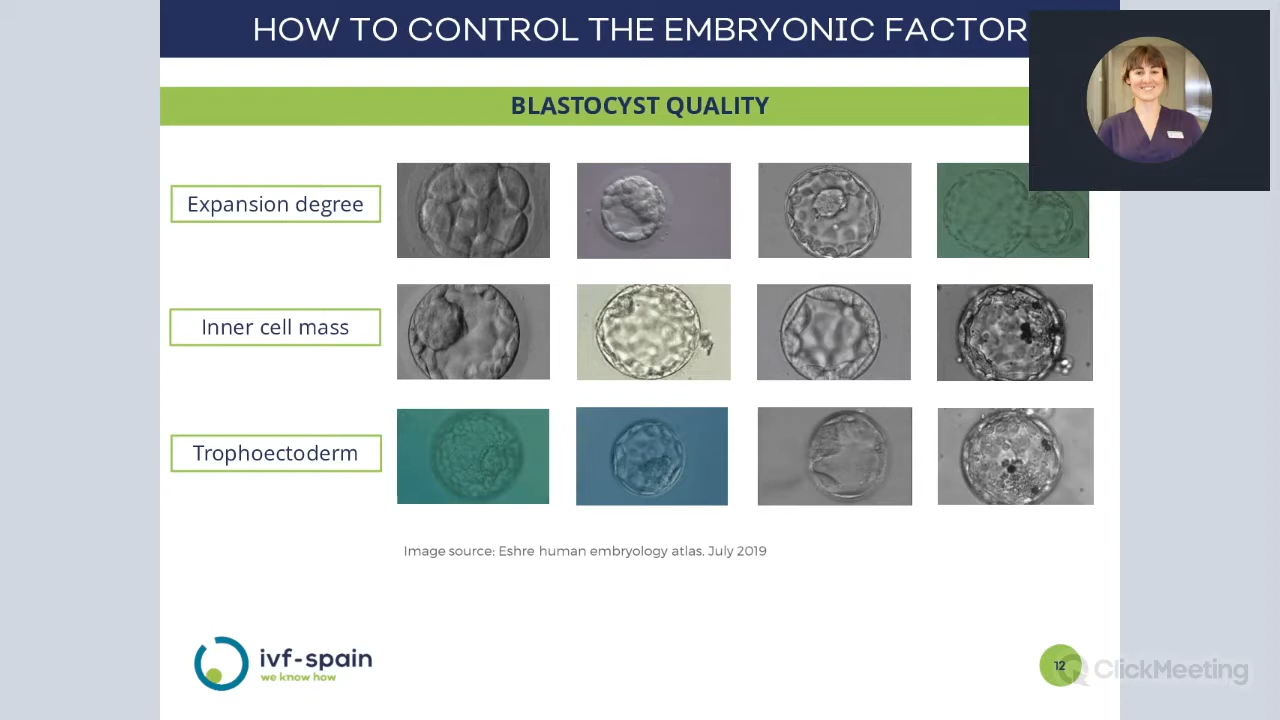 HOW TO CONTROL THE EMBRYONIC FACTOR
BLASTOCYST QUALITY
Expansion degree
Inner cell mass
Trophoectoderm
Image source: Eshre human embryology atlas. July 2019
ivf-spain
we know how
12
ClickMeeting